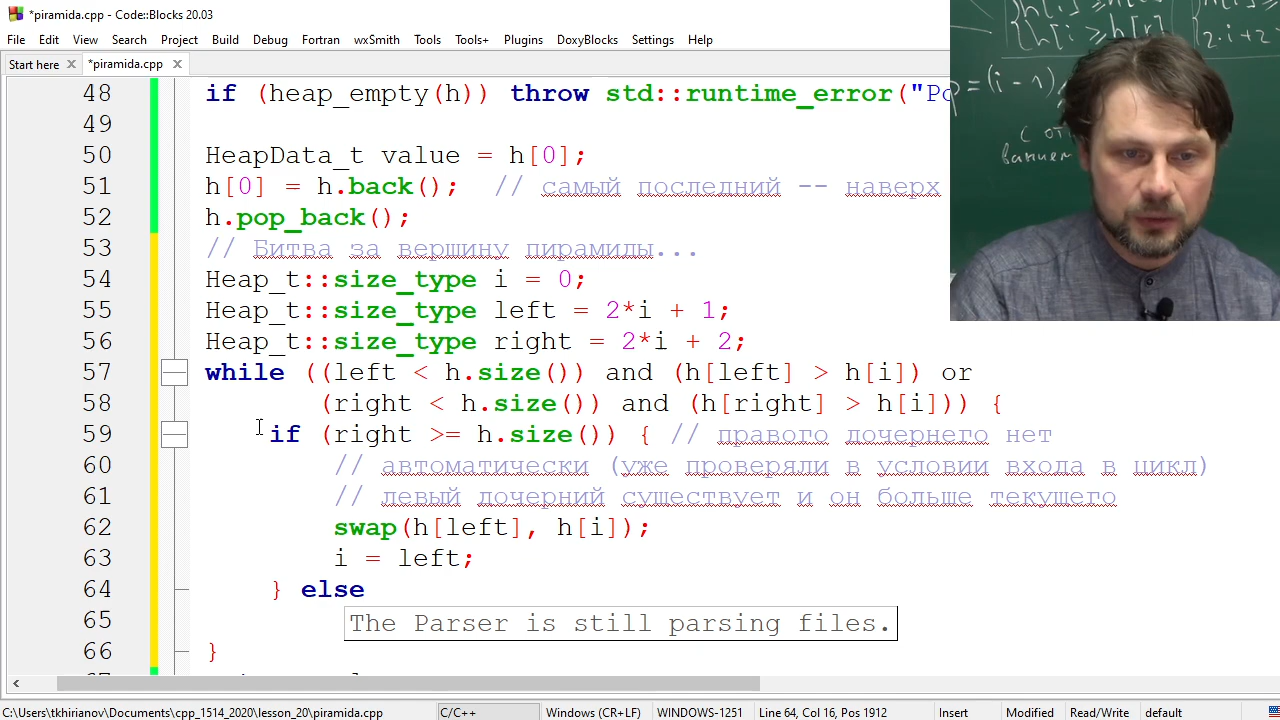 *piramida.cpp - Code::Blocks 20.03
File Edit View Search Project Build Debug Fortran wxSmith Tools Tools+ Plugins DoxyBlocks Settings Help
Start here *piramida.cpp
48 if (heap_empty(h)) throw std::runtime_error("Po
49
50 HeapData_t value = h[0];
51 h[0] = h.back(); // самый последний -- наверх
52 h.pop_back();
53 // Битва за вершину пирамиды...
54 Heap_t::size_type i = 0;
55 Heap_t::size_type left = 2*i + 1;
56 Heap_t::size_type right = 2*i + 2;
57 while ((left < h.size()) and (h[left] > h[i]) or
58 (right < h.size()) and (h[right] > h[i])) {
59 if (right >= h.size()) { // правого дочернего нет
60 // автоматически (уже проверяли в условии входа в цикл)
61 // левый дочерний существует и он больше текущего
62 swap(h[left], h[i]);
63 i = left;
64 } else
65
The Parser is still parsing files.
66 }
C:\Users\tkhirianov\Documents\cpp_1514_2020\lesson_20\piramida.cpp C/C++ Windows (CR+LF) WINDOWS-1251 Line 64, Col 16, Pos 1912 Insert Modified Read/Write default